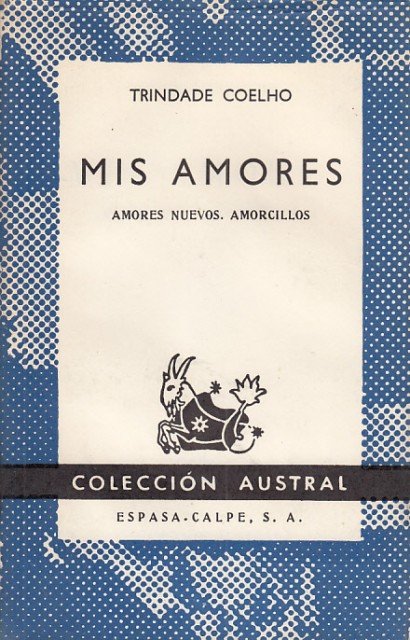 TRINDADE COELHO
MIS AMORES
AMORES NUEVOS. AMORCILLOS
COLECCIÓN AUSTRAL
ESPASA-CALPE, S. A.